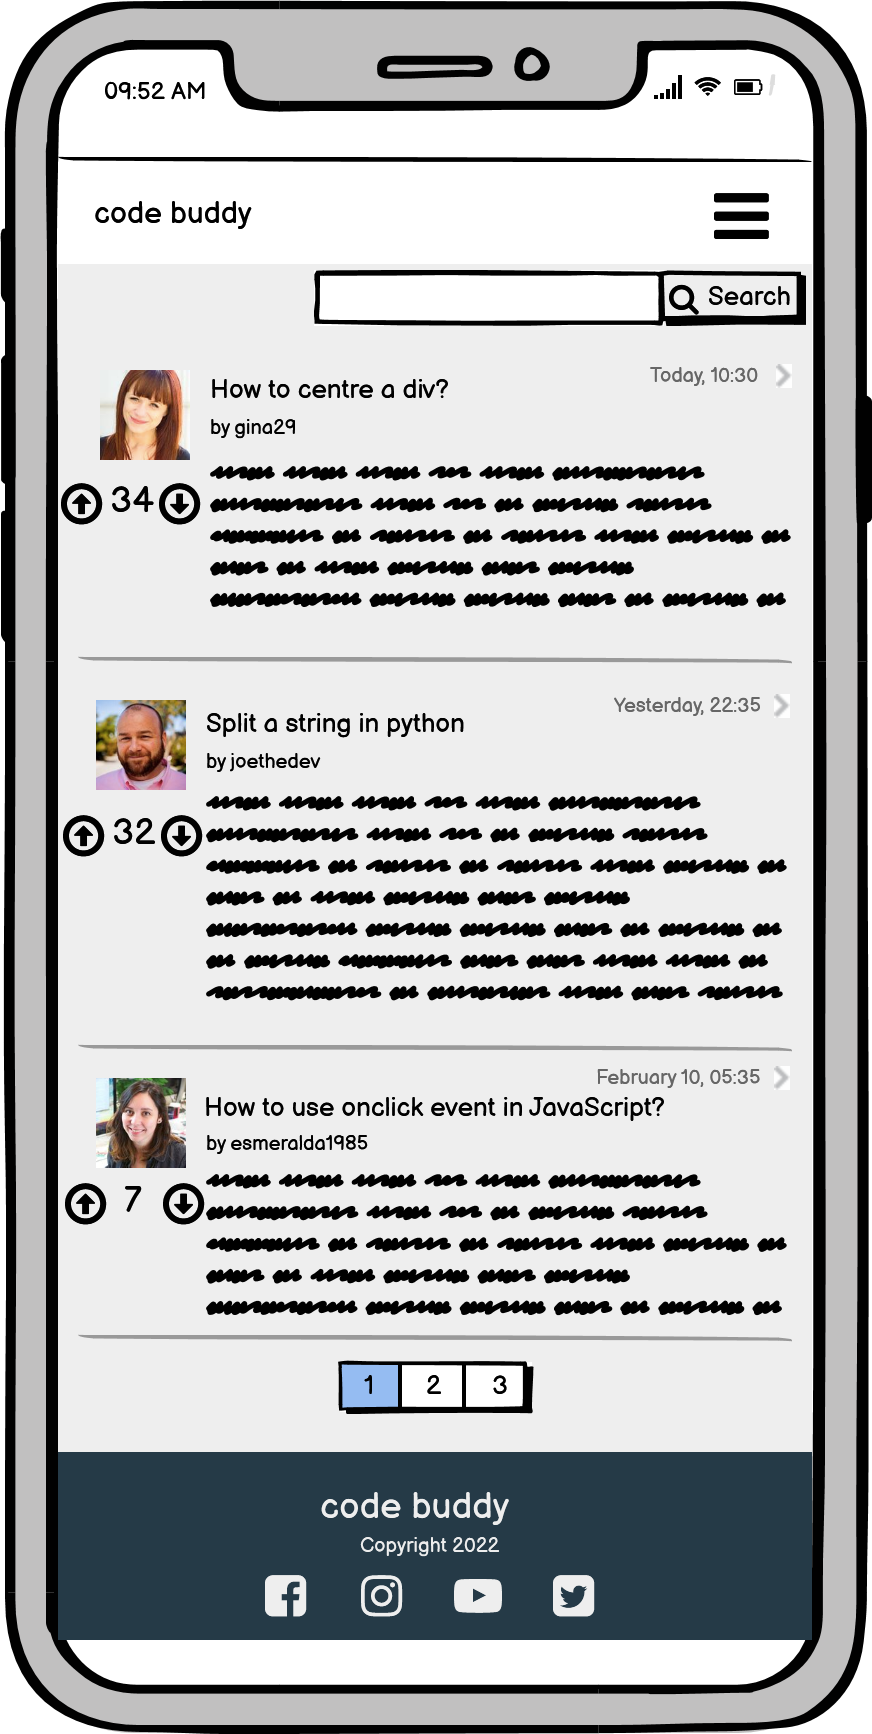 09:52 AM
code buddy
Search
Today, 10:30
How to centre a div?
by gina29
34
Yesterday, 22:35
Split a string in python
by joethedev
32
February 10, 05:35
How to use onclick event in JavaScript?
by esmeralda1985
7
1 2 3
code buddy
Copyright 2022